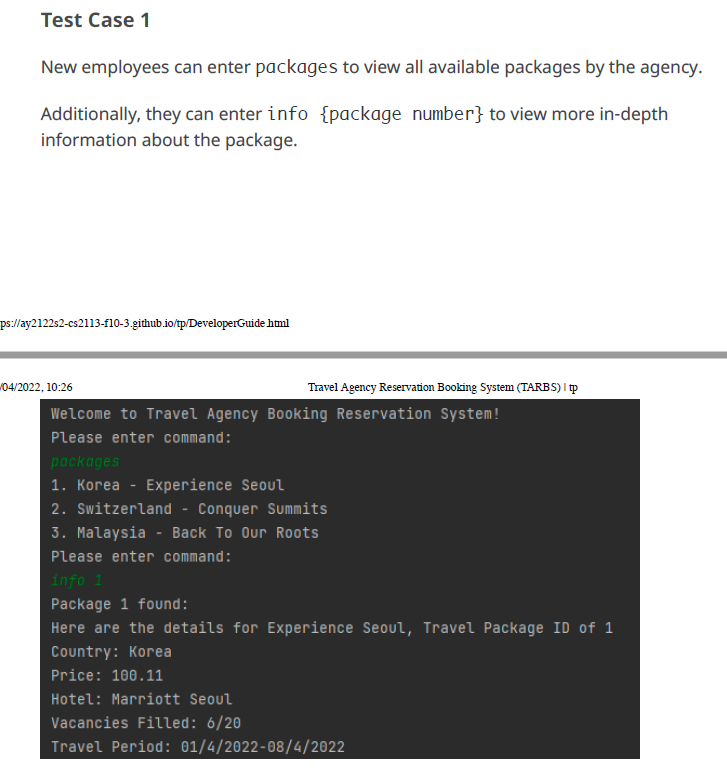 Test Case 1
New employees can enter packages to view all available packages by the agency.
Additionally, they can enter info {package number} to view more in-depth
information about the package.
ps://ay2122s2-cs2113-f10-3.github.io/tp/DeveloperGuide.html
/04/2022, 10:26 Travel Agency Reservation Booking System (TARBS) | tp
Welcome to Travel Agency Booking Reservation System!
Please enter command:
packages
1. Korea - Experience Seoul
2. Switzerland - Conquer Summits
3. Malaysia - Back To Our Roots
Please enter command:
info 1
Package 1 found:
Here are the details for Experience Seoul, Travel Package ID of 1
Country: Korea
Price: 100.11
Hotel: Marriott Seoul
Vacancies Filled: 6/20
Travel Period: 01/4/2022-08/4/2022